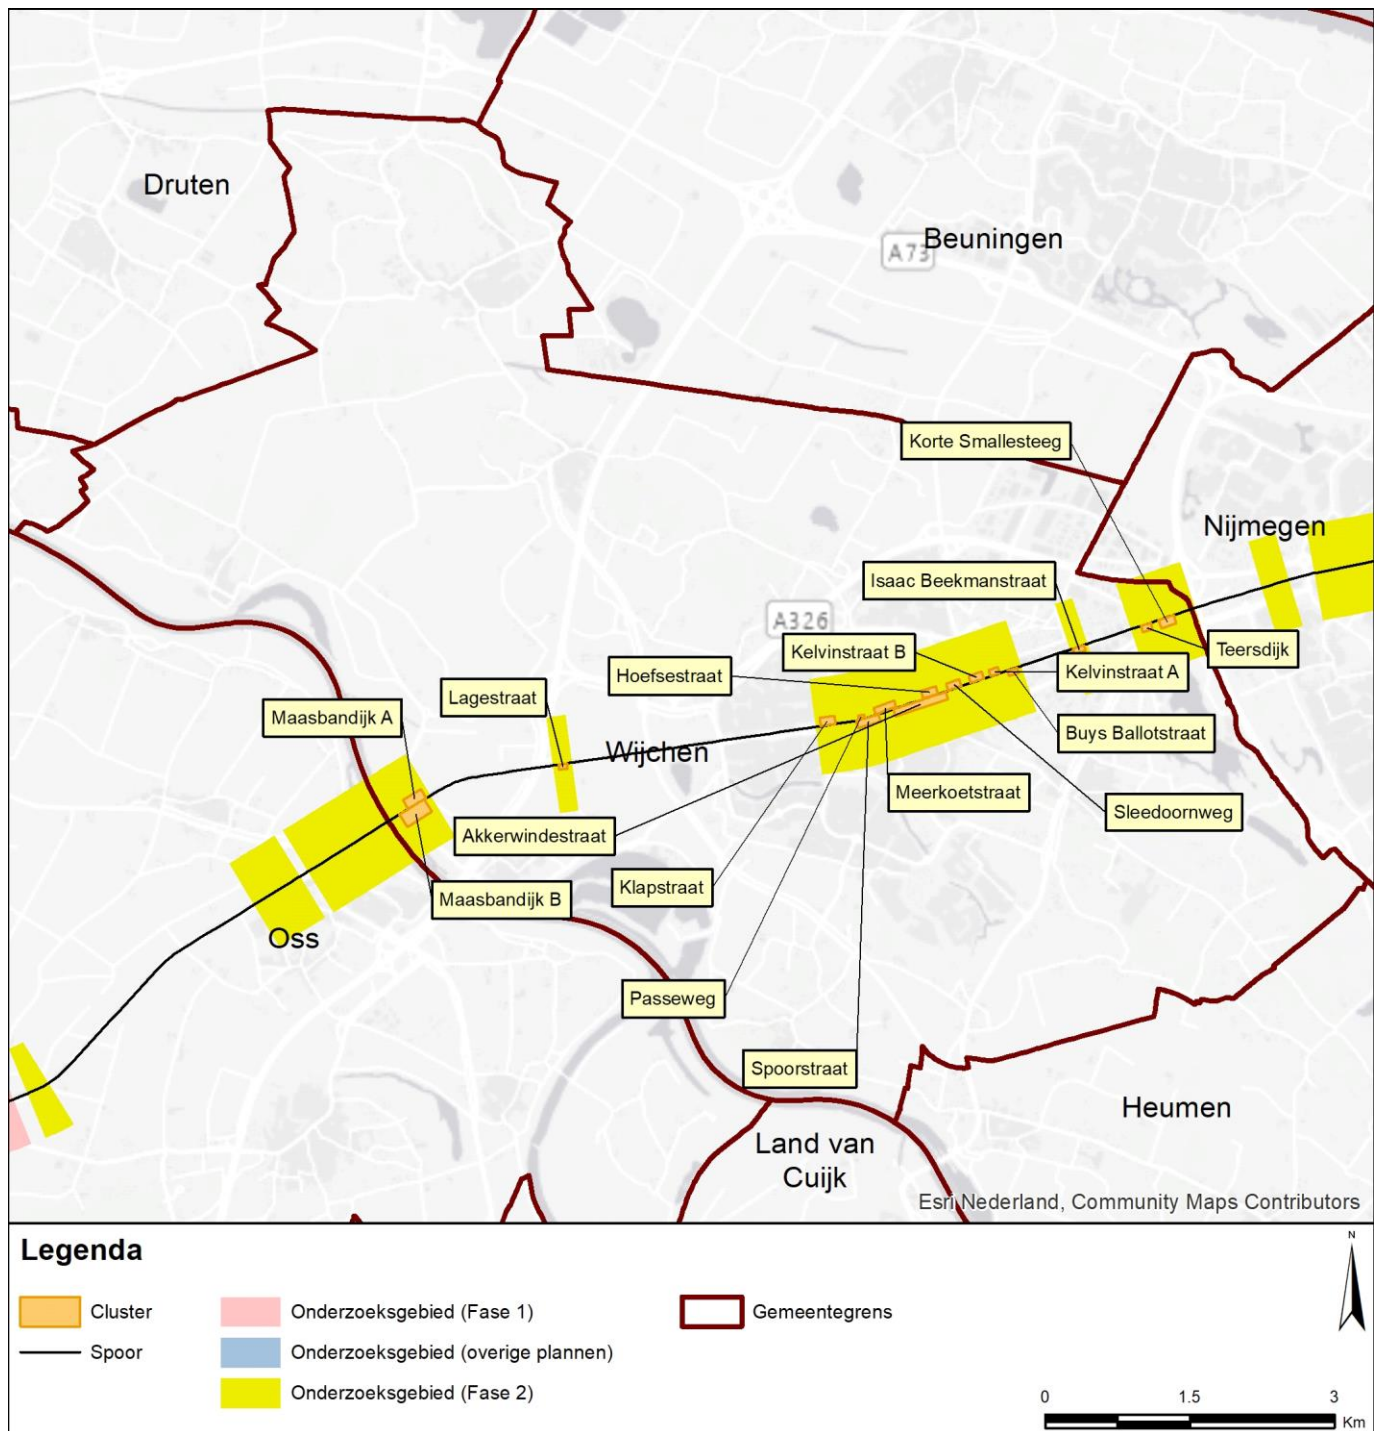 Druten
Beuningen
A73
Korte Smallesteeg
Nijmegen
Isaac Beekmanstraat
A326
Kelvinstraat B
Teersdijk
Hoefsestraat
Kelvinstraat A
Lagestraat
Maasbandijk A
Buys Ballotstraat
Wijchen
Meerkoetstraat
Sleedoornweg
Akkerwindestraat
Klapstraat
Maasbandijk B
Oss
Passeweg
Spoorstraat
Heumen
Land van
Cuijk
Esri Nederland, Community Maps Contributors
Legenda
N
Cluster
Onderzoeksgebied (Fase 1)
Gemeentegrens
Spoor
Onderzoeksgebied (overige plannen)
Onderzoeksgebied (Fase 2)
0 1.5 3
Km